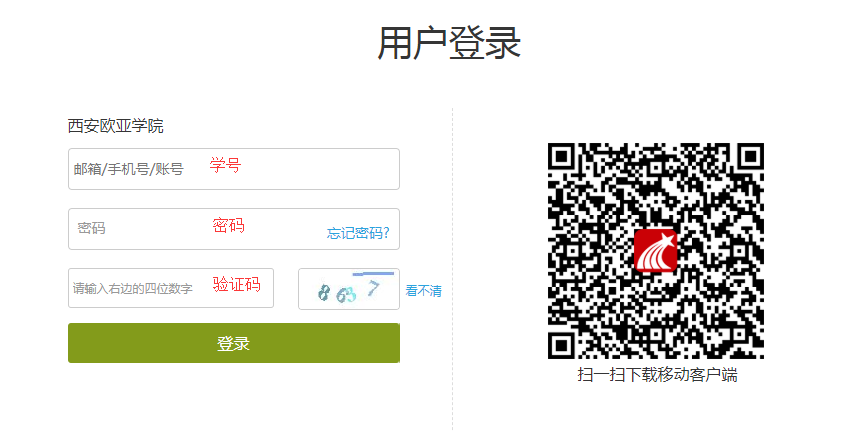 用户登录
西安欧亚学院
邮箱/手机号/账号 学号
密码 密码 忘记密码?
请输入右边的四位数字 验证码 8637 看不清
登录
扫一扫下载移动客户端